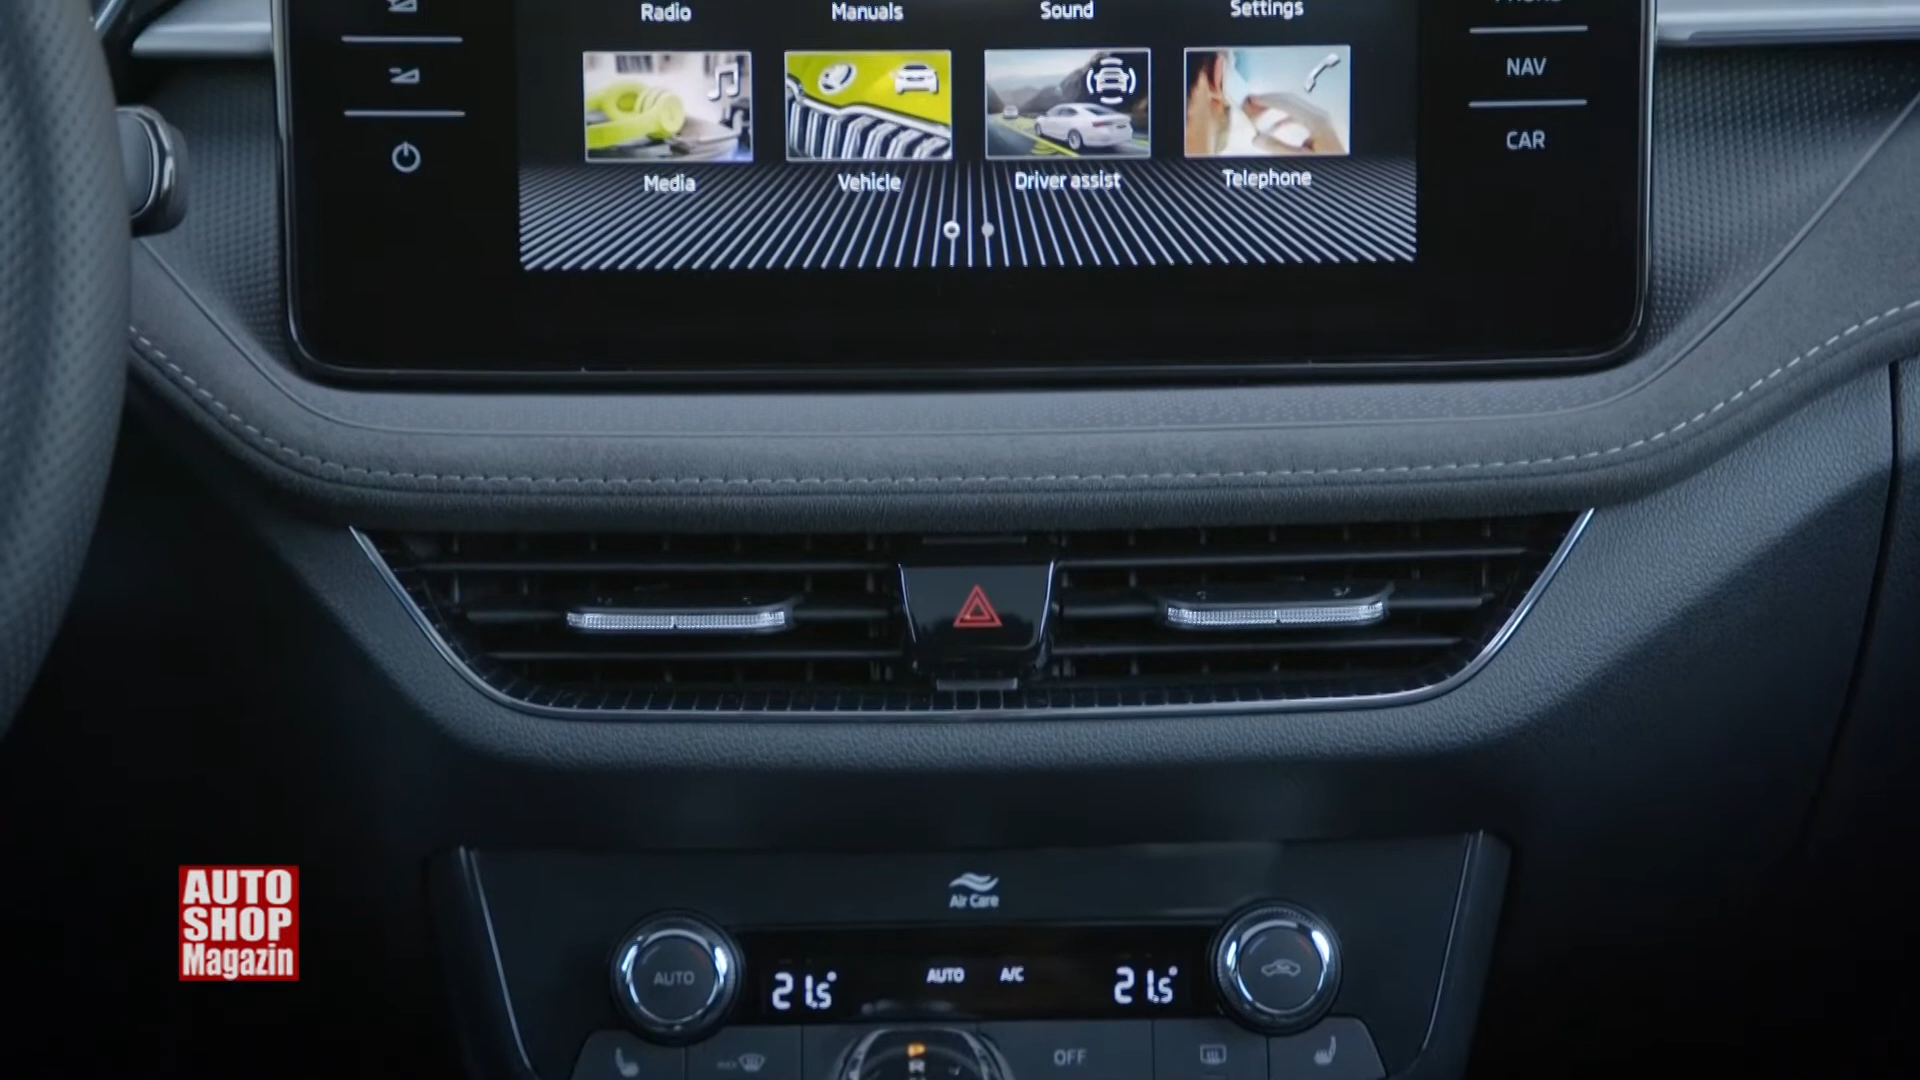 Radio
Manuals
Sound
Settings
NAV
CAR
Media
Vehicle
Driver assist
Telephone
Air Care
AUTO
21.5°
AUTO
A/C
21.5°
OFF
P
R
AUTO
SHOP
Magazin